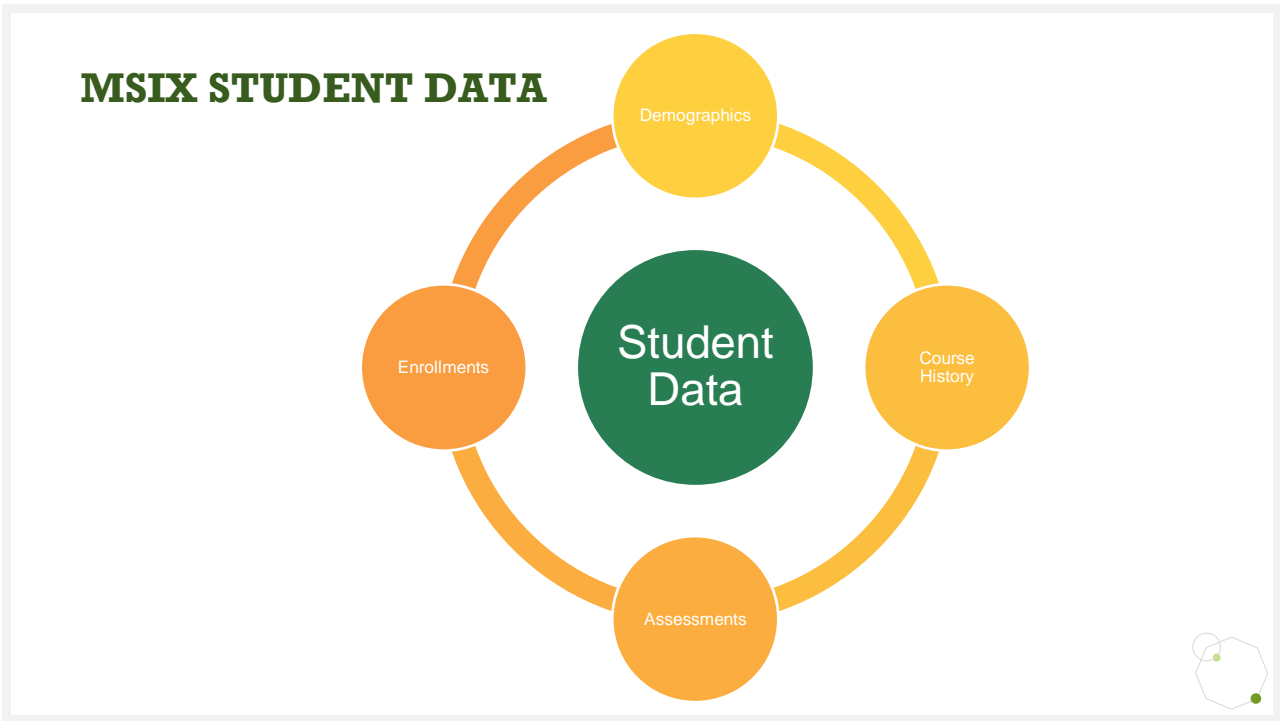 MSIX STUDENT DATA
Demographics
Student
Data
Course
History
Assessments
Enrollments